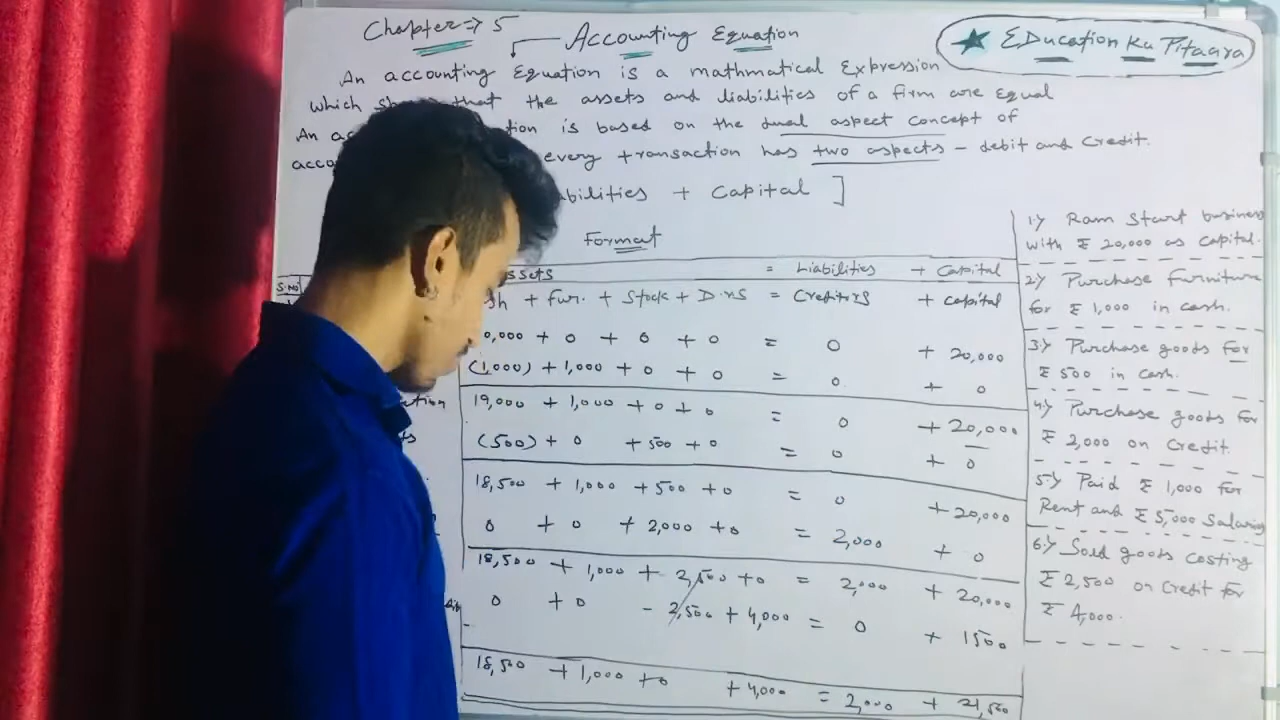 Chapter => 5
Accounting Equation
★ EDucation Ka Pitaara
An accounting Equation is a mathmatical Expression
which that the assets and liabilities of a firm are Equal
An is based on the dual aspect concept of
every transaction has two aspects - debit and credit.
+ Capital ]
Format
S.No
= Liabilities + Capital
+ Fur. + Stock + D.rs = Creditors + capital
+ 0 + 0 + 0 = 0 + 20,000
(1,000) + 1,000 + 0 + 0 = 0 + 0
19,000 + 1,000 + 0 + 0 = 0 + 20,000
(500) + 0 + 500 + 0 = 0 + 0
18,500 + 1,000 + 500 + 0 = 0 + 20,000
0 + 0 + 2,000 + 0 = 2,000 + 0
18,500 + 1,000 + 2,500 + 0 = 2,000 + 20,000
0 + 0 - 2,500 + 4,000 = 0 + 1500
18,500 + 1,000 + 0 + 4,000 = 2,000 + 21,500
1.) Ram Start business
with ₹ 20,000 as capital.
2.) Purchase Furniture
for ₹ 1,000 in cash.
3.) Purchase goods for
₹ 500 in cash.
4.) Purchase goods for
₹ 2,000 on Credit.
5.) Paid ₹ 1,000 for
Rent and ₹ 5,000 Salaries
6.) Sold goods costing
₹ 2,500 on Credit for
₹ 4,000.